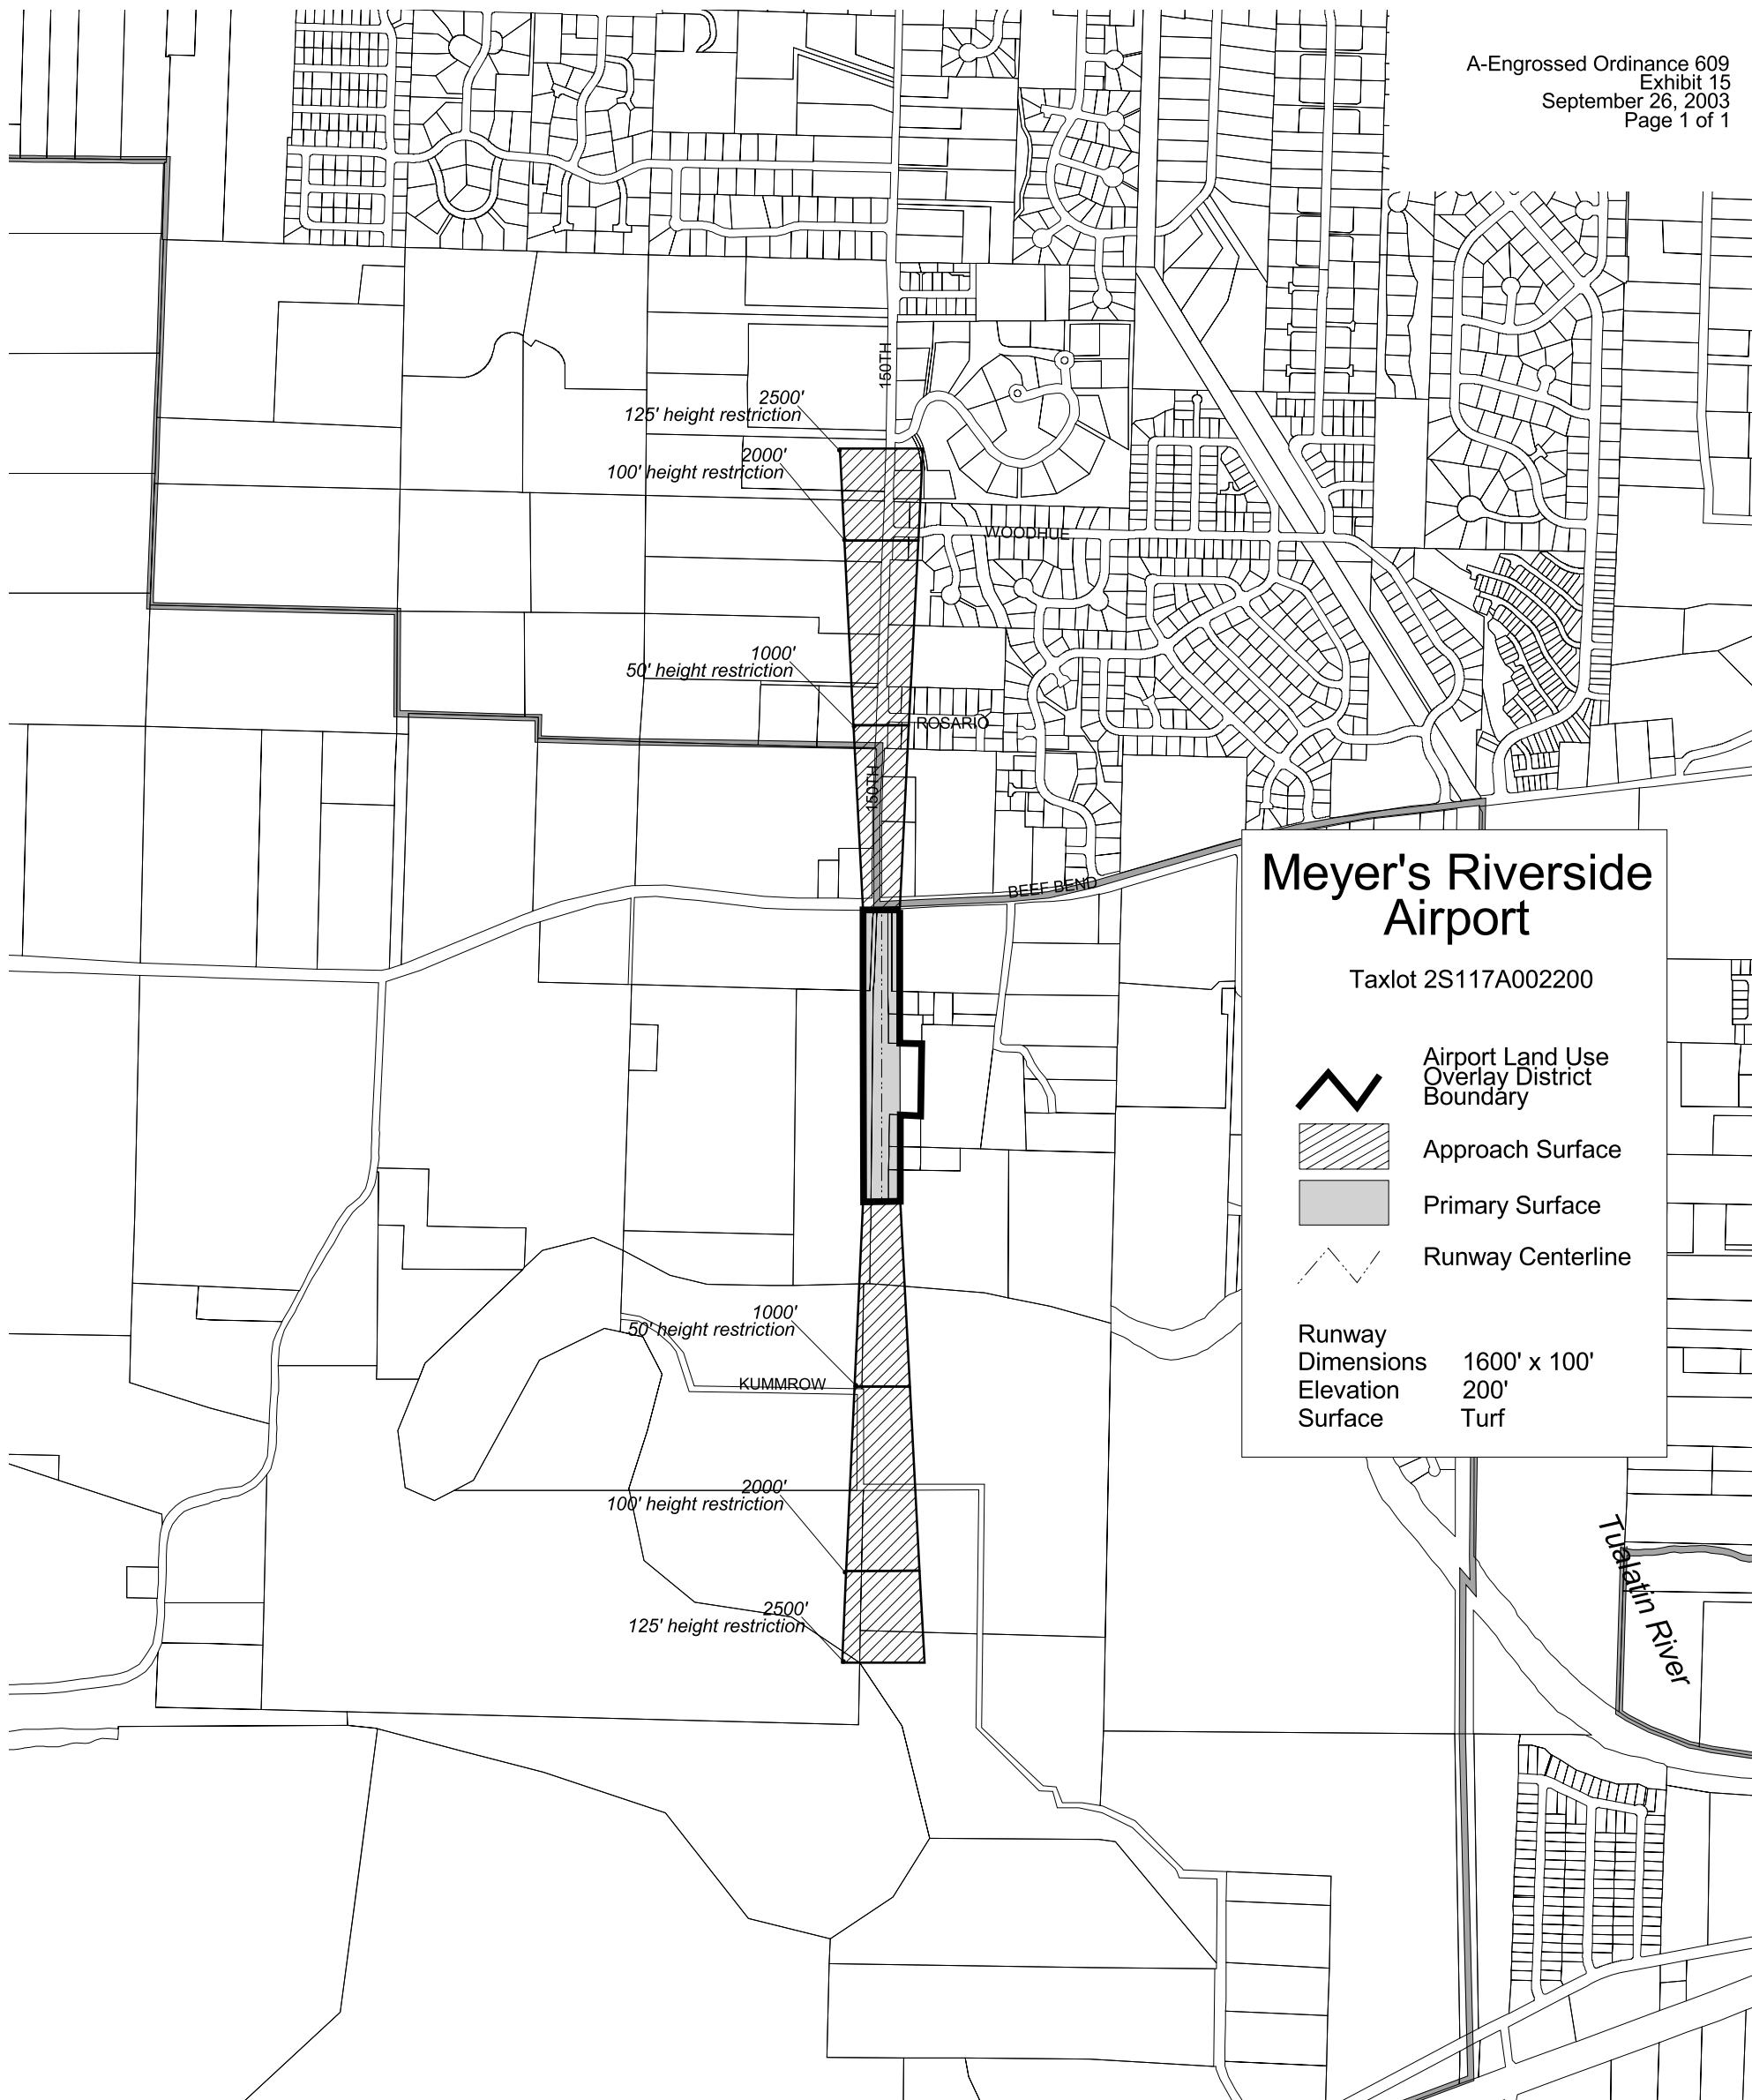 A-Engrossed Ordinance 609
Exhibit 15
September 26, 2003
Page 1 of 1
150TH
2500'
125' height restriction
2000'
100' height restriction
WOODHUE
1000'
50' height restriction
ROSARIO
150TH
BEEF BEND
Meyer's Riverside
Airport
Taxlot 2S117A002200
Airport Land Use
Overlay District
Boundary
Approach Surface
Primary Surface
Runway Centerline
Runway
Dimensions 1600' x 100'
Elevation 200'
Surface Turf
1000'
50' height restriction
KUMMROW
2000'
100' height restriction
2500'
125' height restriction
Tualatin River